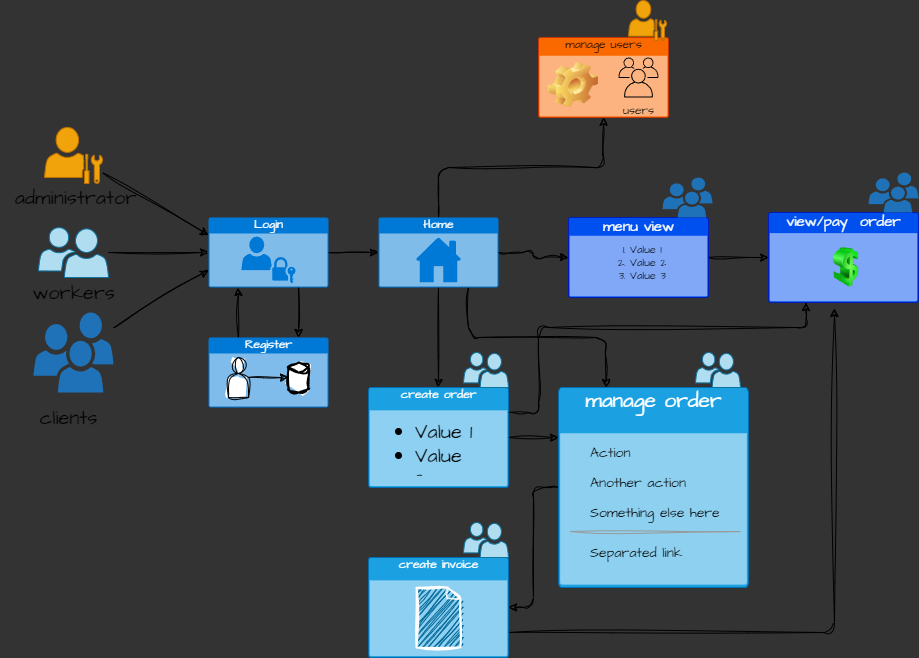 manage users
users
administrator
workers
clients
Login
Register
Home
menu view
1. Value 1
2. Value 2
3. Value 3
view/pay order
create order
• Value 1
• Value
manage order
Action
Another action
Something else here
Separated link
create invoice